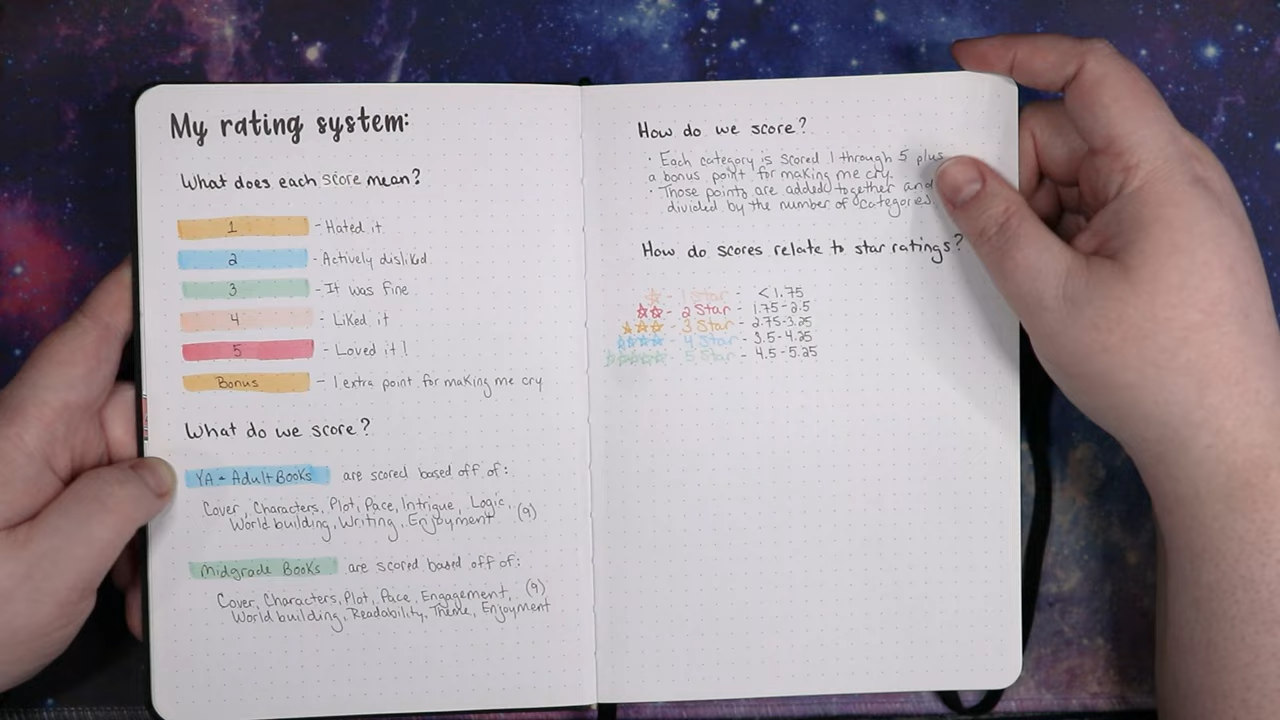 My rating system:
What does each score mean?
1 - Hated it
2 - Actively disliked
3 - It was fine
4 - Liked it
5 - Loved it!
Bonus - 1 extra point for making me cry
What do we score?
YA - Adult Books are scored based off of:
Cover, Characters, Plot, Pace, Intrigue, Logic,
World building, Writing, Enjoyment (9)
Midgrade Books are scored based off of:
Cover, Characters, Plot, Pace, Engagement, (9)
World building, Readability, Theme, Enjoyment
How do we score?
· Each category is scored 1 through 5 plus
a bonus point for making me cry.
· Those points are added together and
divided by the number of categories.
How do scores relate to star ratings?
☆ - 1 Star - < 1.75
☆☆ - 2 Star - 1.75-2.5
☆☆☆ - 3 Star - 2.75-3.25
☆☆☆☆ - 4 Star - 3.5-4.25
☆☆☆☆☆ - 5 Star - 4.5-5.25